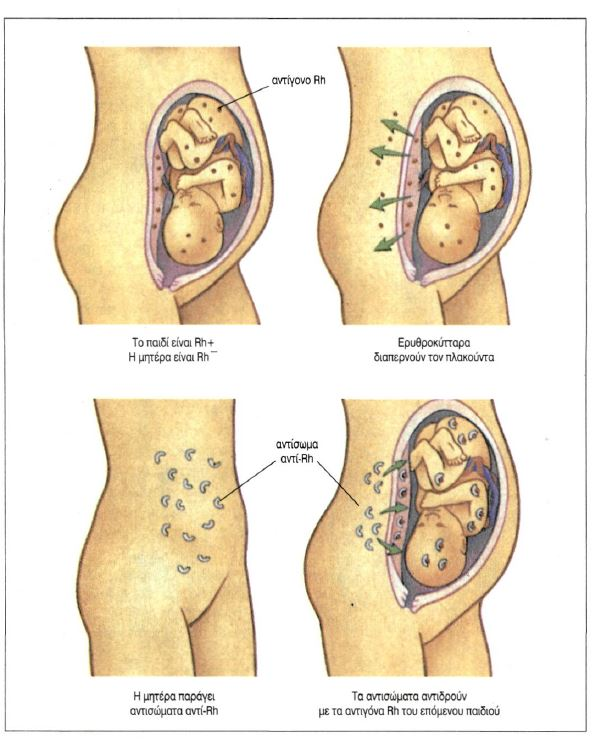 αντίγονο Rh
Το παιδί είναι Rh+
Η μητέρα είναι Rh⁻
Ερυθροκύτταρα
διαπερνούν τον πλακούντα
αντίσωμα
αντί-Rh
Η μητέρα παράγει
αντισώματα αντί-Rh
Τα αντισώματα αντιδρούν
με τα αντιγόνα Rh του επόμενου παιδιού